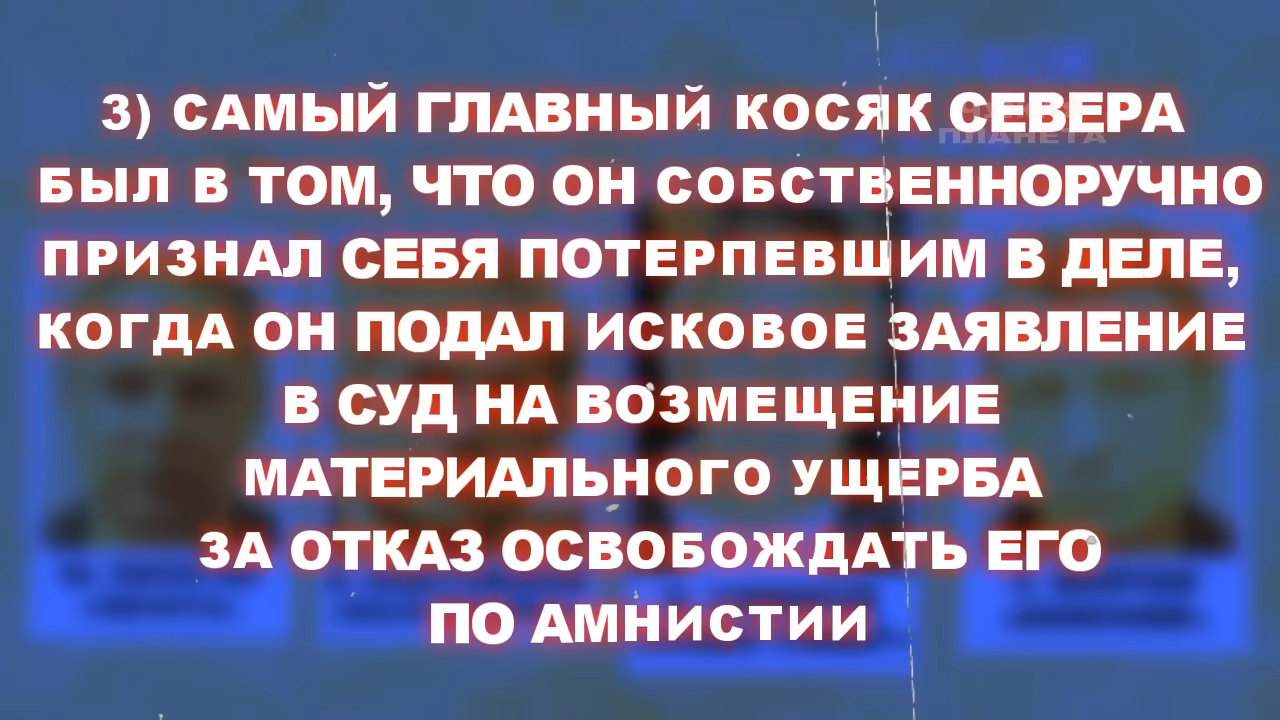 3) САМЫЙ ГЛАВНЫЙ КОСЯК СЕВЕРА
БЫЛ В ТОМ, ЧТО ОН СОБСТВЕННОРУЧНО
ПРИЗНАЛ СЕБЯ ПОТЕРПЕВШИМ В ДЕЛЕ,
КОГДА ОН ПОДАЛ ИСКОВОЕ ЗАЯВЛЕНИЕ
В СУД НА ВОЗМЕЩЕНИЕ
МАТЕРИАЛЬНОГО УЩЕРБА
ЗА ОТКАЗ ОСВОБОЖДАТЬ ЕГО
ПО АМНИСТИИ
ПЛАНЕТА